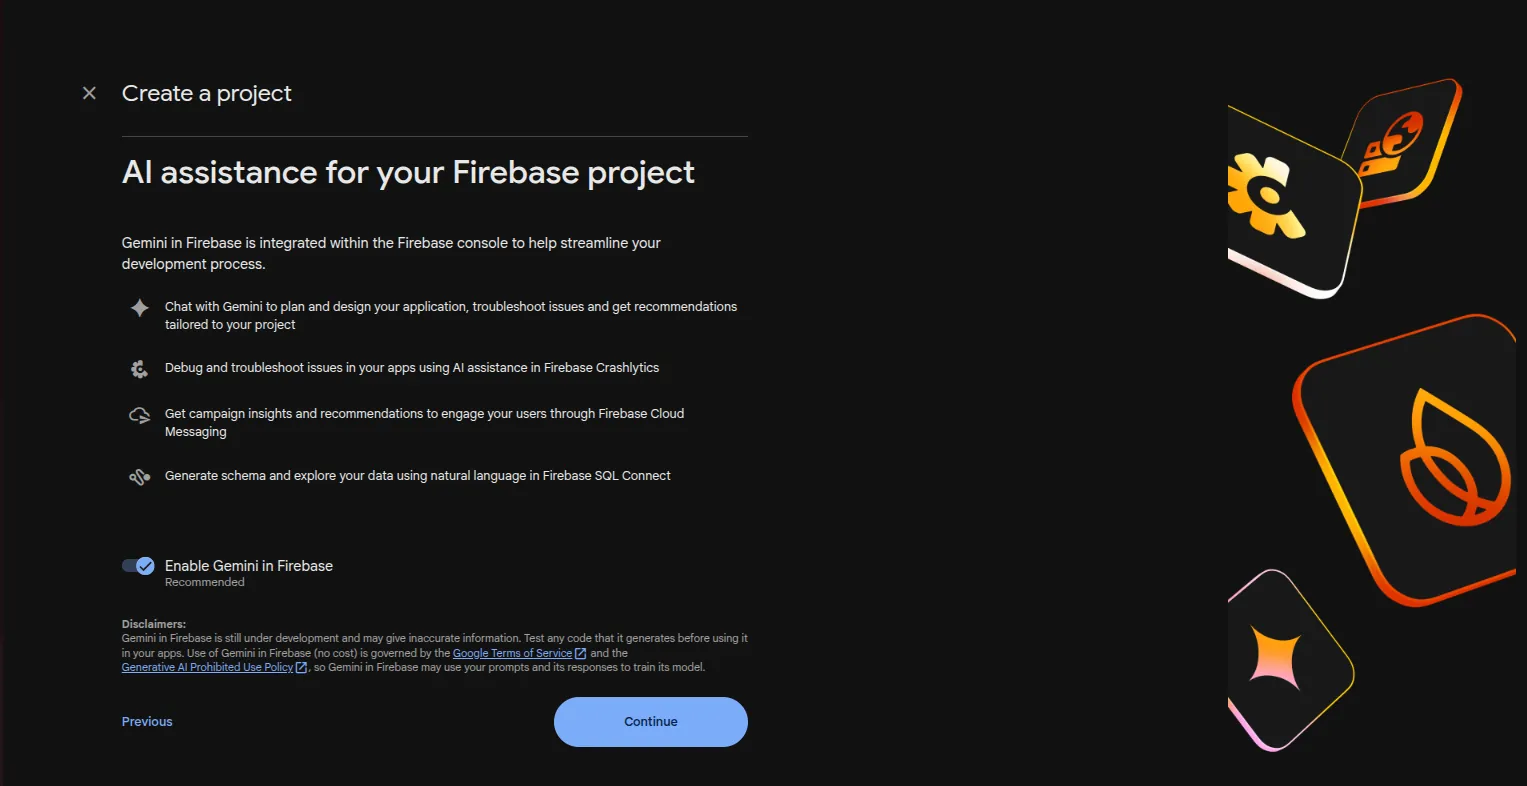 Create a project
AI assistance for your Firebase project
Gemini in Firebase is integrated within the Firebase console to help streamline your
development process.
Chat with Gemini to plan and design your application, troubleshoot issues and get recommendations
tailored to your project
Debug and troubleshoot issues in your apps using AI assistance in Firebase Crashlytics
Get campaign insights and recommendations to engage your users through Firebase Cloud
Messaging
Generate schema and explore your data using natural language in Firebase SQL Connect
Enable Gemini in Firebase
Recommended
Disclaimers:
Gemini in Firebase is still under development and may give inaccurate information. Test any code that it generates before using it
in your apps. Use of Gemini in Firebase (no cost) is governed by the Google Terms of Service and the
Generative AI Prohibited Use Policy, so Gemini in Firebase may use your prompts and its responses to train its model.
Previous
Continue